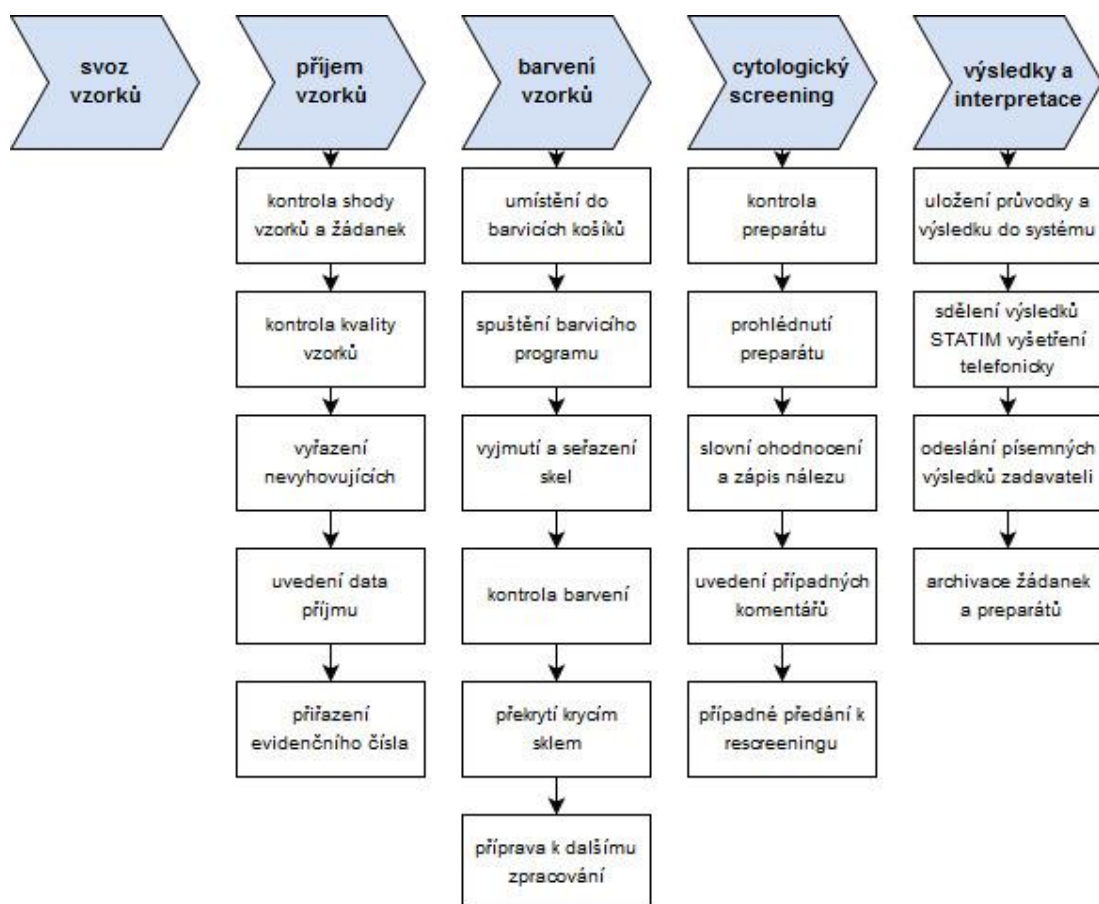 svoz
vzorků
příjem
vzorků
kontrola shody
vzorků a žádanek
kontrola kvality
vzorků
vyřazení
nevyhovujících
uvedení data
příjmu
přiřazení
evidenčního čísla
barvení
vzorků
umístění do
barvicích košíků
spuštění barvicího
programu
vyjmutí a seřazení
skel
kontrola barvení
překrytí krycím
sklem
příprava k dalšímu
zpracování
cytologický
screening
kontrola
preparátu
prohlédnutí
preparátu
slovní ohodnocení
a zápis nálezu
uvedení případných
komentářů
případné předání k
rescreeningu
výsledky a
interpretace
uložení průvodky a
výsledku do systému
sdělení výsledků
STATIM vyšetření
telefonicky
odeslání písemných
výsledků zadavateli
archivace žádanek
a preparátů